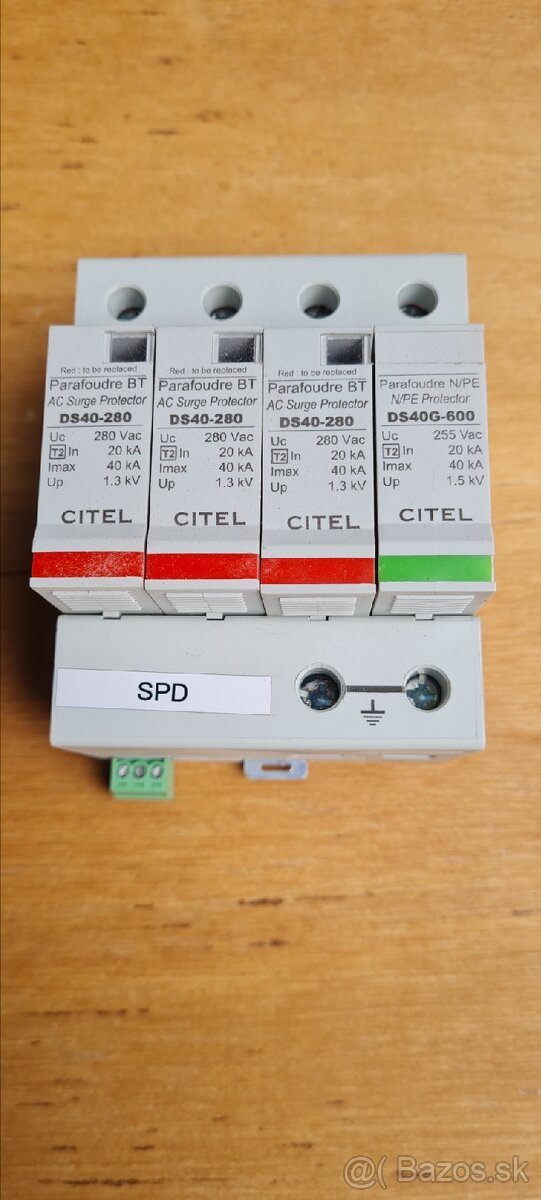 Red : to be replaced
Parafoudre BT
AC Surge Protector
DS40-280
Uc 280 Vac
T2 In 20 kA
Imax 40 kA
Up 1.3 kV
CITEL
Red : to be replaced
Parafoudre BT
AC Surge Protector
DS40-280
Uc 280 Vac
T2 In 20 kA
Imax 40 kA
Up 1.3 kV
CITEL
Red : to be replaced
Parafoudre BT
AC Surge Protector
DS40-280
Uc 280 Vac
T2 In 20 kA
Imax 40 kA
Up 1.3 kV
CITEL
Parafoudre N/PE
N/PE Protector
DS40G-600
Uc 255 Vac
T2 In 20 kA
Imax 40 kA
Up 1.5 kV
CITEL
SPD
@( Bazos.sk